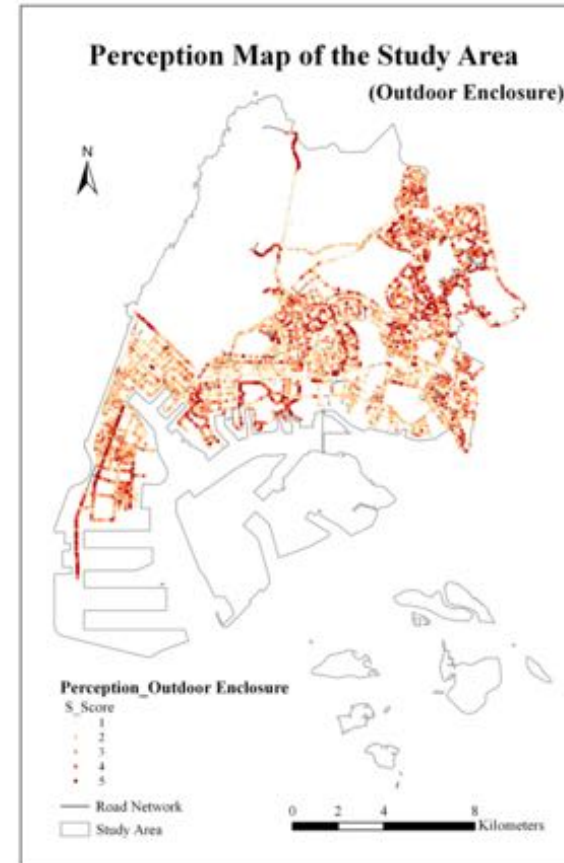 Perception Map of the Study Area
(Outdoor Enclosure)
N
Perception_Outdoor Enclosure
S_Score
1
2
3
4
5
Road Network
Study Area
0 2 4 8
Kilometers